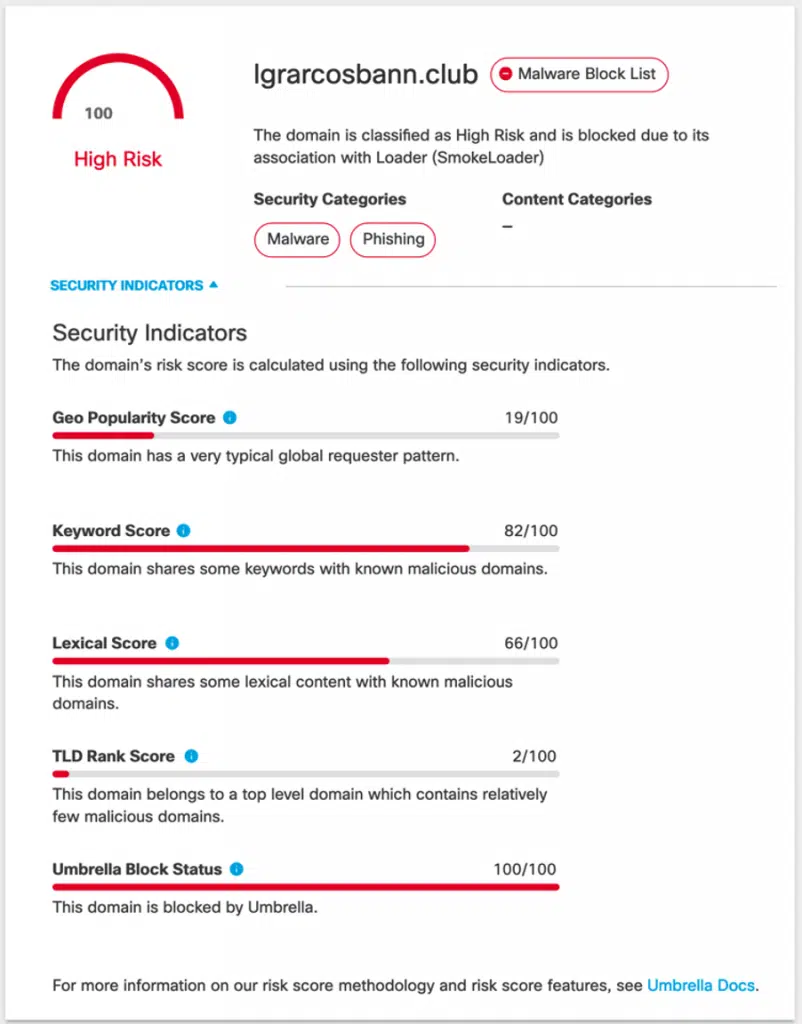 100
High Risk
lgrarcosbann.club
Malware Block List
The domain is classified as High Risk and is blocked due to its
association with Loader (SmokeLoader)
Security Categories
Content Categories
Malware
Phishing
–
SECURITY INDICATORS
Security Indicators
The domain's risk score is calculated using the following security indicators.
Geo Popularity Score
19/100
This domain has a very typical global requester pattern.
Keyword Score
82/100
This domain shares some keywords with known malicious domains.
Lexical Score
66/100
This domain shares some lexical content with known malicious
domains.
TLD Rank Score
2/100
This domain belongs to a top level domain which contains relatively
few malicious domains.
Umbrella Block Status
100/100
This domain is blocked by Umbrella.
For more information on our risk score methodology and risk score features, see Umbrella Docs.